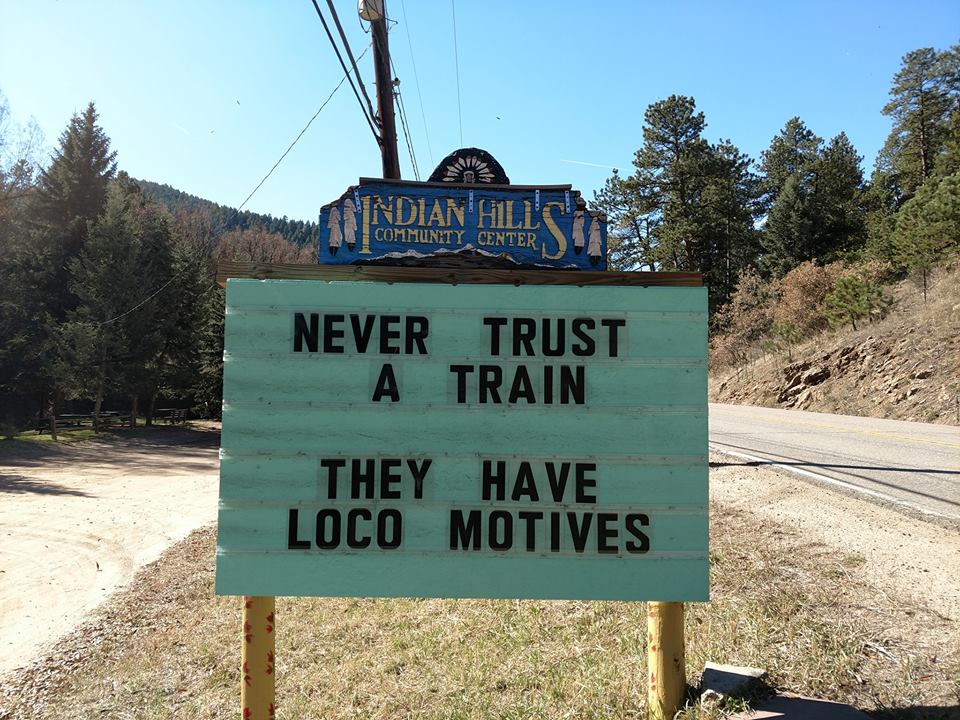 INDIAN HILLS
COMMUNITY CENTER
NEVER TRUST
A TRAIN
THEY HAVE
LOCO MOTIVES